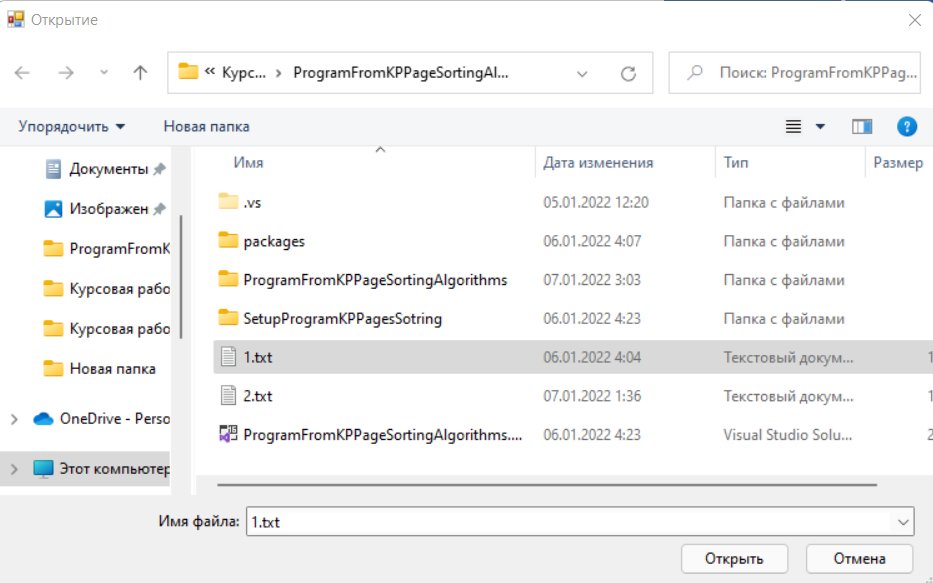 Открытие
« Курс... › ProgramFromKPPageSortingAl...
Поиск: ProgramFromKPPag...
Упорядочить
Новая папка
Имя
Дата изменения
Тип
Размер
Документы
Изображен
ProgramFromK
Курсовая рабо
Курсовая рабо
Новая папка
OneDrive - Perso
Этот компьютер
.vs 05.01.2022 12:20 Папка с файлами
packages 06.01.2022 4:07 Папка с файлами
ProgramFromKPPageSortingAlgorithms 07.01.2022 3:03 Папка с файлами
SetupProgramKPPagesSotring 06.01.2022 4:23 Папка с файлами
1.txt 06.01.2022 4:04 Текстовый докум... 1
2.txt 07.01.2022 1:36 Текстовый докум... 1
ProgramFromKPPageSortingAlgorithms.... 06.01.2022 4:23 Visual Studio Solu... 2
Имя файла: 1.txt
Открыть
Отмена